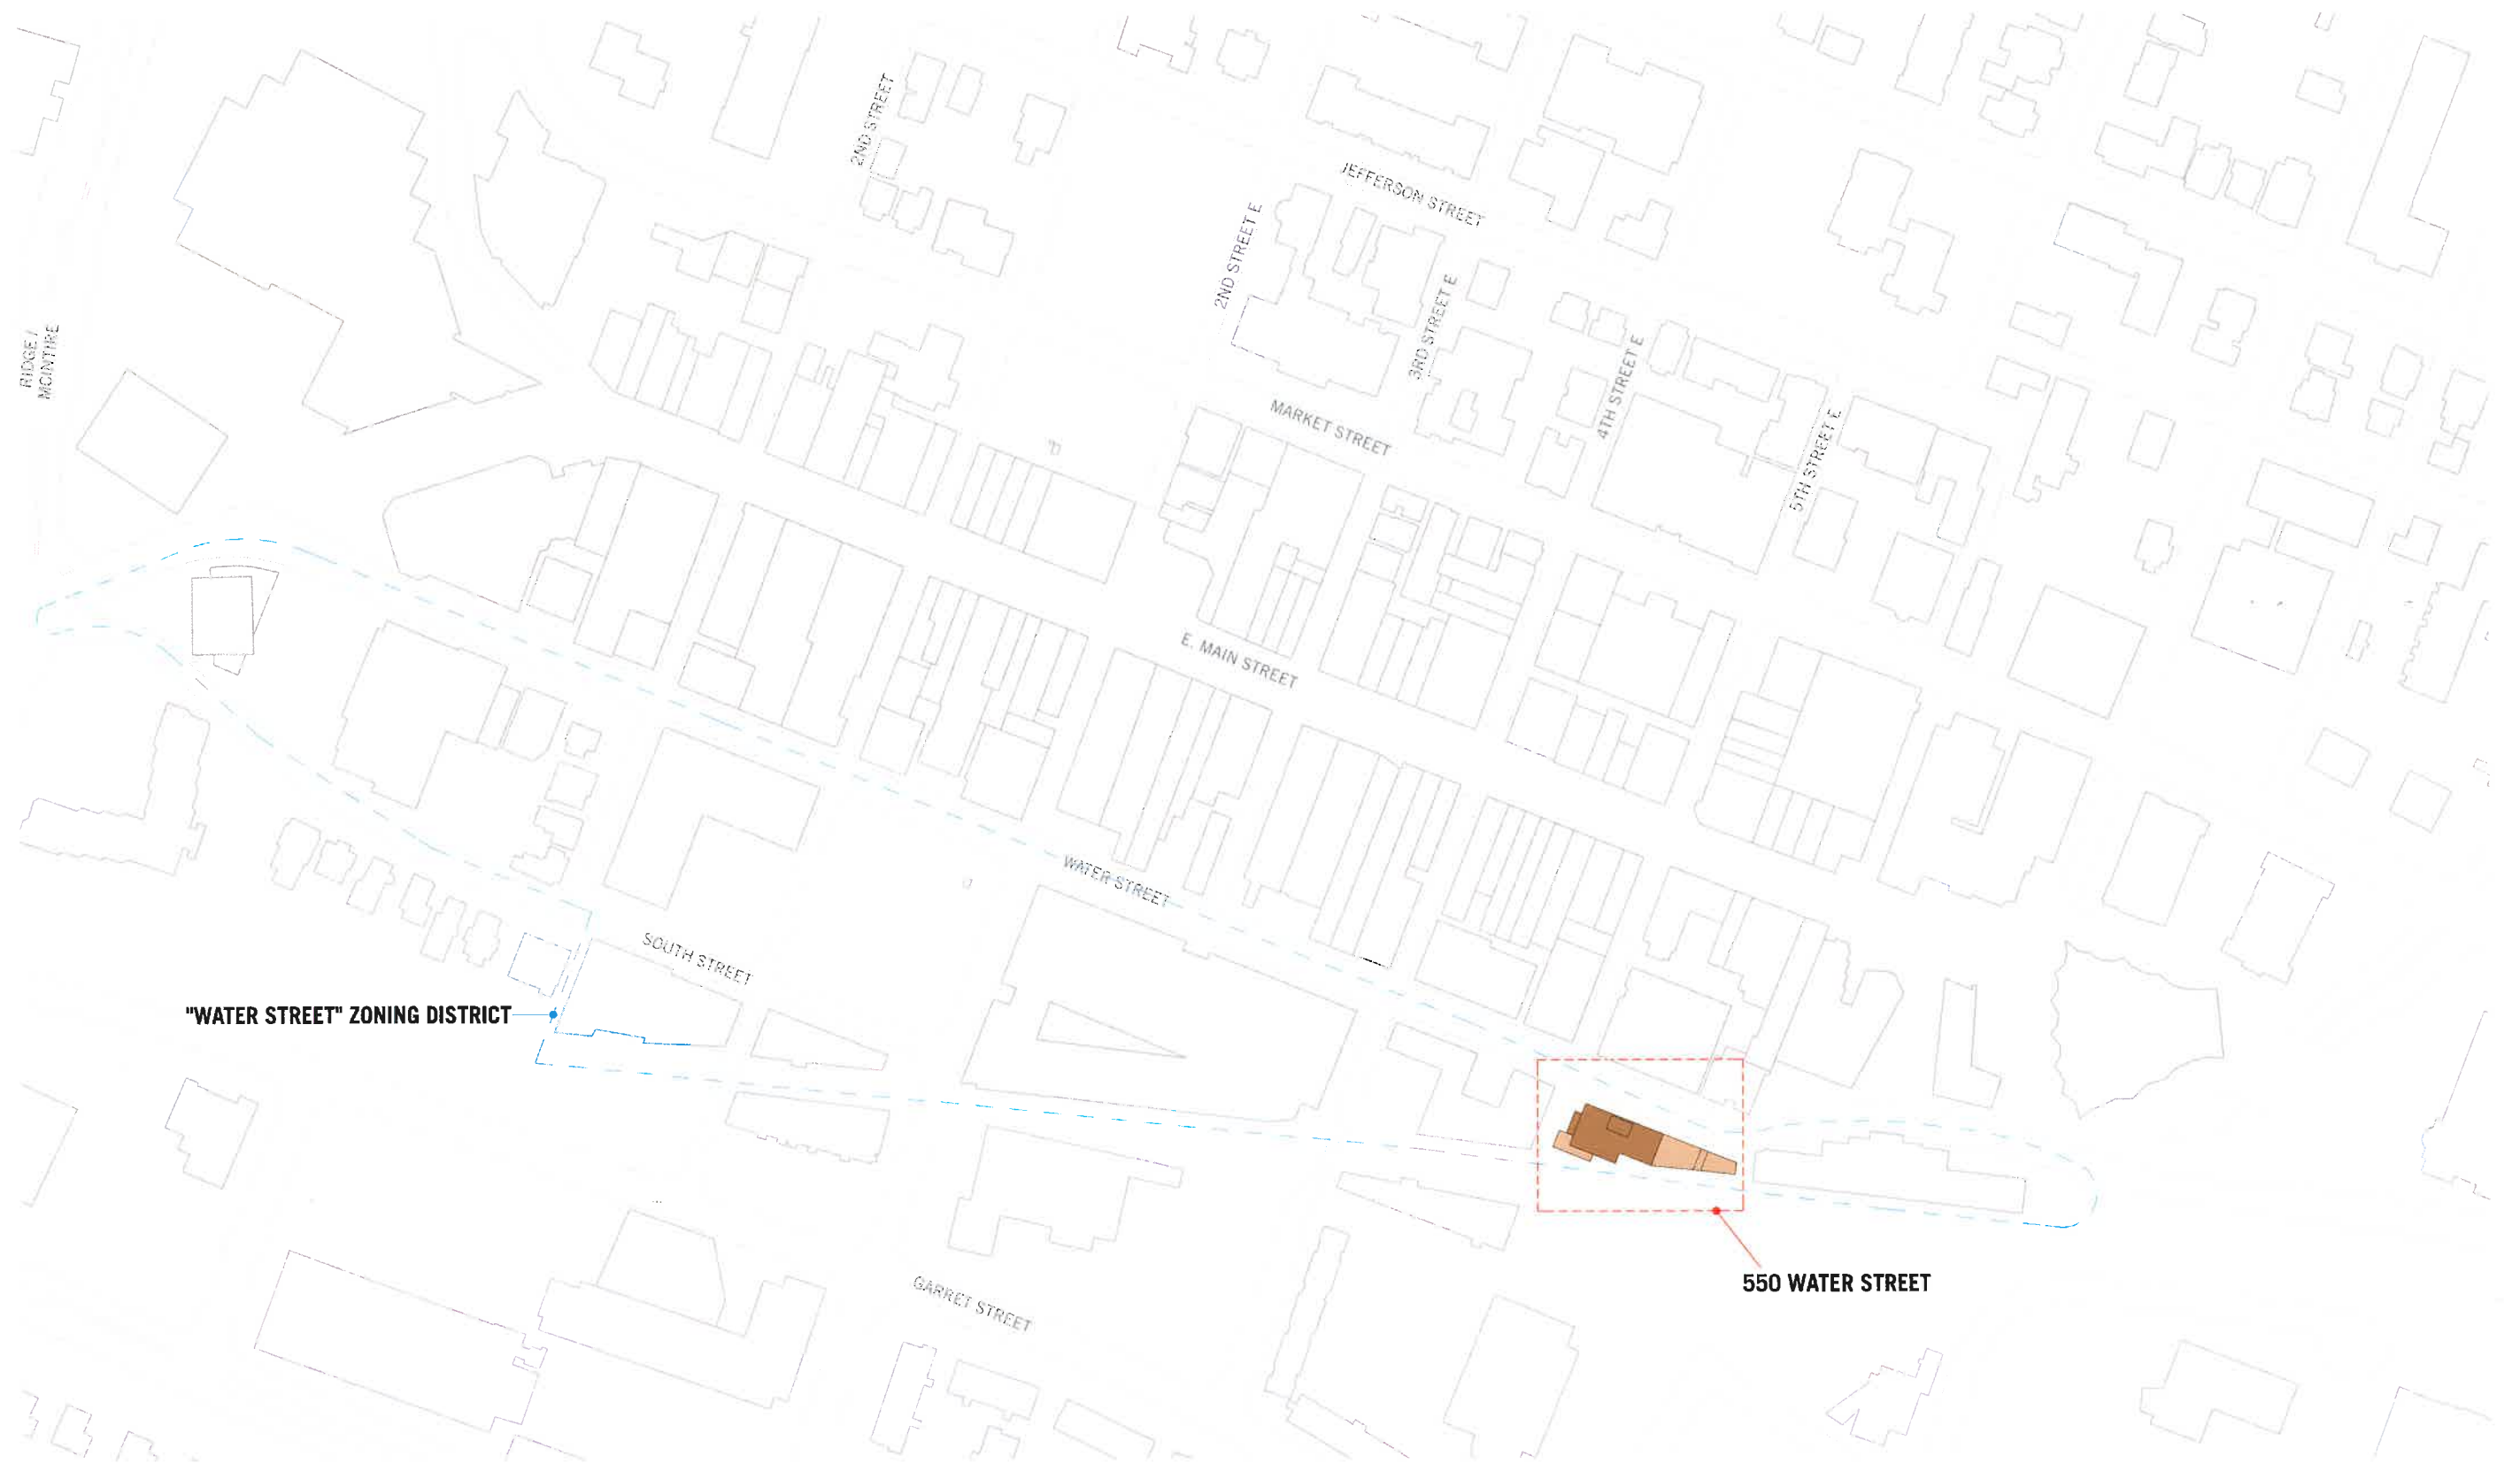 2ND STREET
JEFFERSON STREET
2ND STREET E
3RD STREET E
RIDGE /
MCINTIRE
4TH STREET E
MARKET STREET
5TH STREET E
E. MAIN STREET
WATER STREET
SOUTH STREET
"WATER STREET" ZONING DISTRICT
550 WATER STREET
GARRET STREET